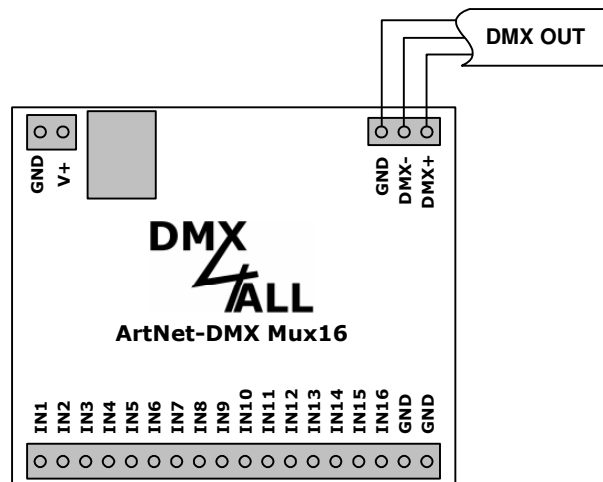 DMX OUT
GND
V+
GND
DMX-
DMX+
DMX
4
ALL
ArtNet-DMX Mux16
IN1
IN2
IN3
IN4
IN5
IN6
IN7
IN8
IN9
IN10
IN11
IN12
IN13
IN14
IN15
IN16
GND
GND